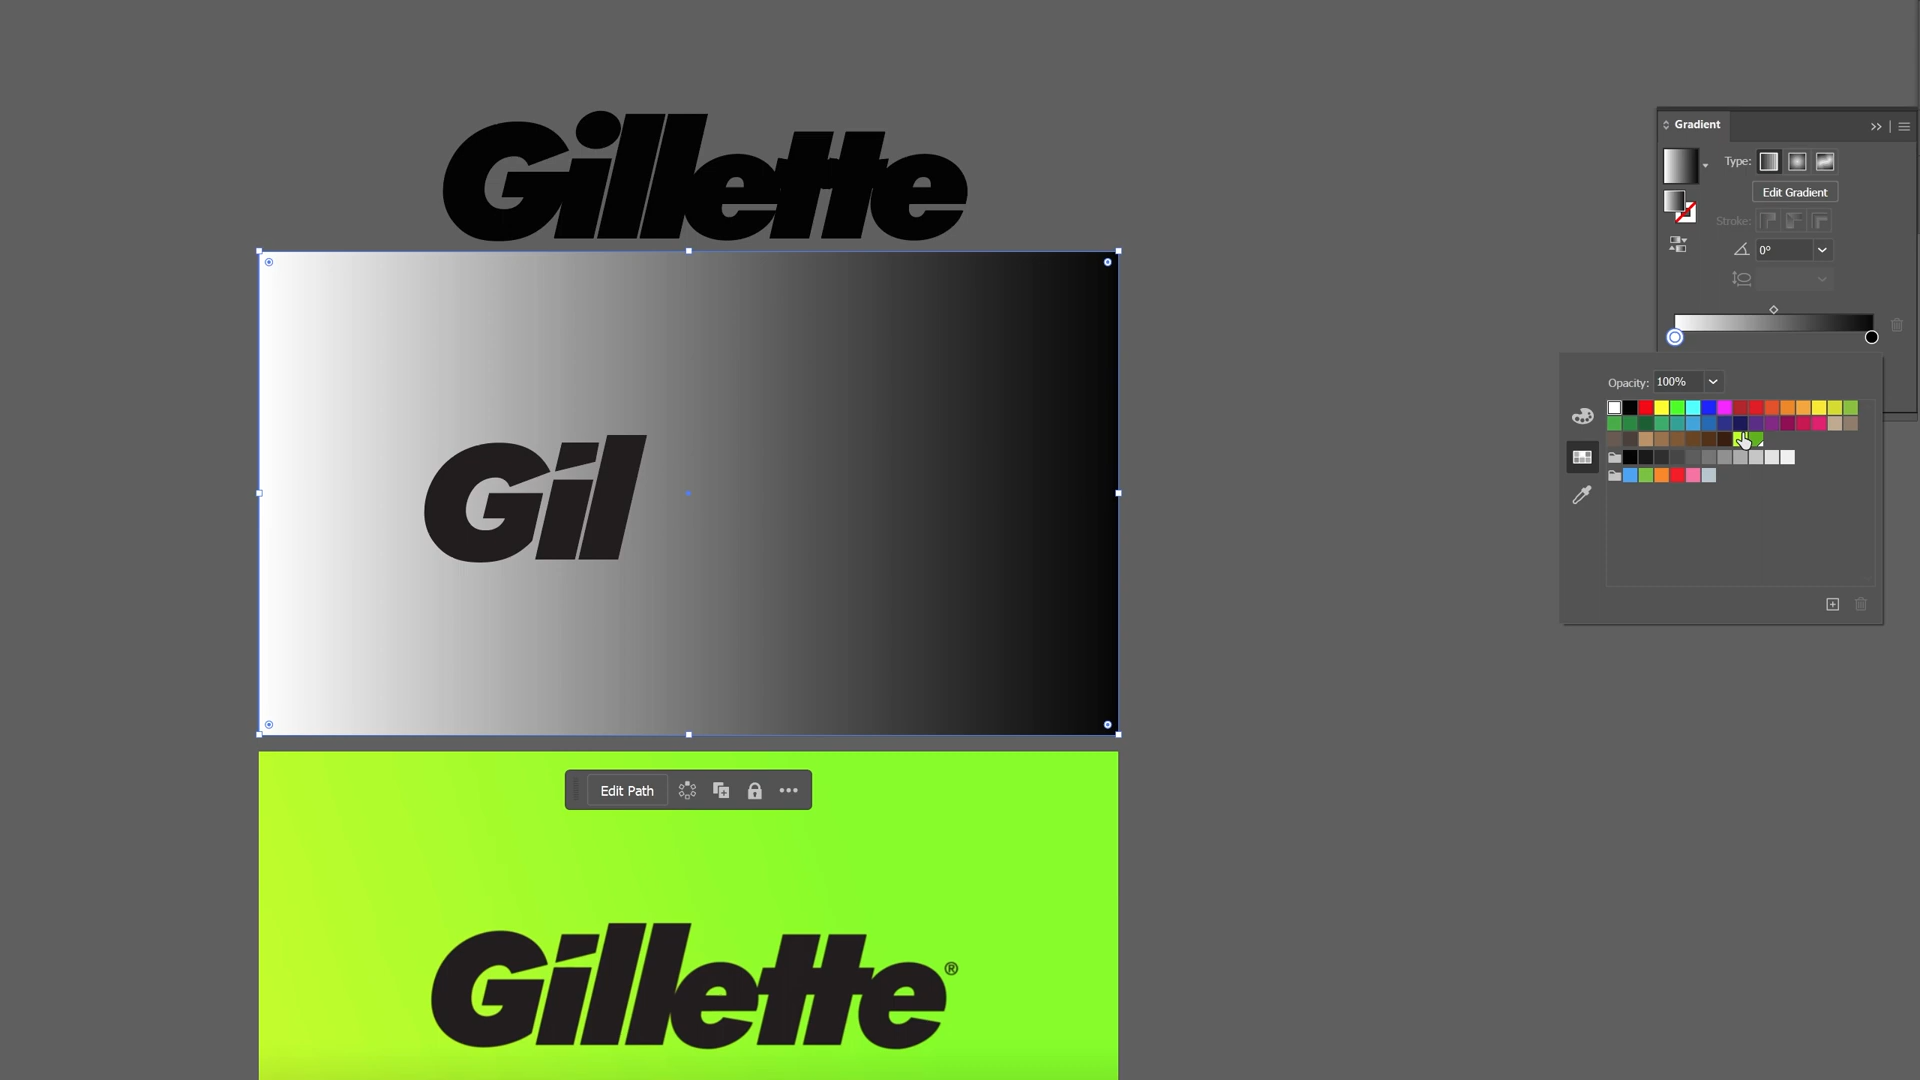 Gillette
Gradient
Type:
Edit Gradient
Stroke:
0°
Opacity: 100%
Gil
Edit Path
Gillette®